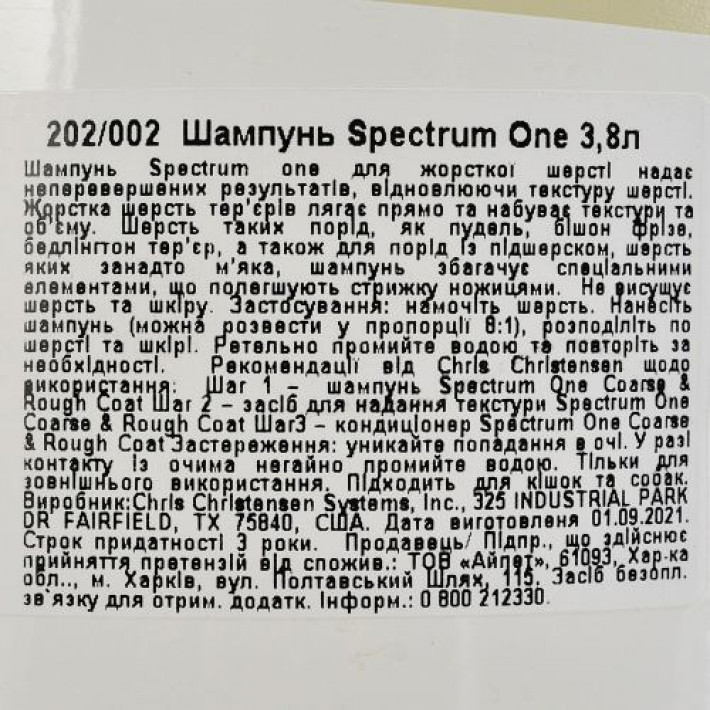 202/002 Шампунь Spectrum One 3,8л
Шампунь Spectrum one для жорсткої шерсті надає
неперевершених результатів, відновлюючи текстуру шерсті.
Жорстка шерсть тер'єрів лягає прямо та набуває текстури та
об'єму. Шерсть таких порід, як пудель, бішон фрізе,
бедлінгтон тер'єр, а також для порід із підшерском, шерсть
яких занадто м'яка, шампунь збагачує спеціальними
елементами, що полегшують стрижку ножицями. Не висущує
шерсть та шкіру. Застосування: намочіть шерсть. Нанесіть
шампунь (можна розвести у пропорції 8:1), розподіліть по
шерсті та шкірі. Ретельно промийте водою та повторіть за
необхідності. Рекомендації від Chris Christensen щодо
використання: Шаг 1 – шампунь Spectrum One Coarse &
Rough Coat Шаг 2 – засіб для надання текстури Spectrum One
Coarse & Rough Coat Шаг3 – кондиціонер Spectrum One Coarse
& Rough Coat Застереження: уникайте попадання в очі. У разі
контакту із очима негайно промийте водою. Тільки для
зовнішнього використання. Підходить для кішок та собак.
Виробник:Chris Christensen Systems, Inc., 325 INDUSTRIAL PARK
DR FAIRFIELD, TX 75840, США. Дата виготовленя 01.09.2021.
Строк придатності 3 роки. Продавець/ Підпр., що здійснює
прийняття претензій від спожив.: ТОВ «Айпет», 61093, Хар-ка
обл.., м. Харків, вул. Полтавський Шлях, 115. Засіб безопл.
зв`язку для отрим. додатк. Інформ.: 0 800 212330.